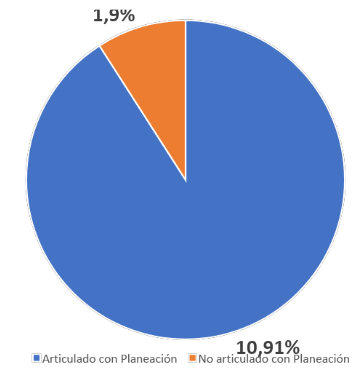 1,9%
10,91%
Articulado con Planeación No articulado con Planeación